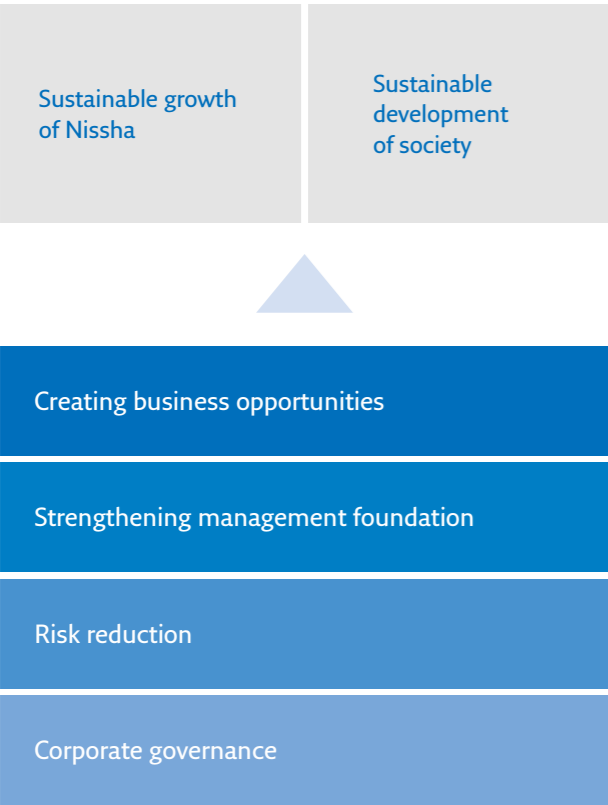 Sustainable growth
of Nissha
Sustainable
development
of society
Creating business opportunities
Strengthening management foundation
Risk reduction
Corporate governance